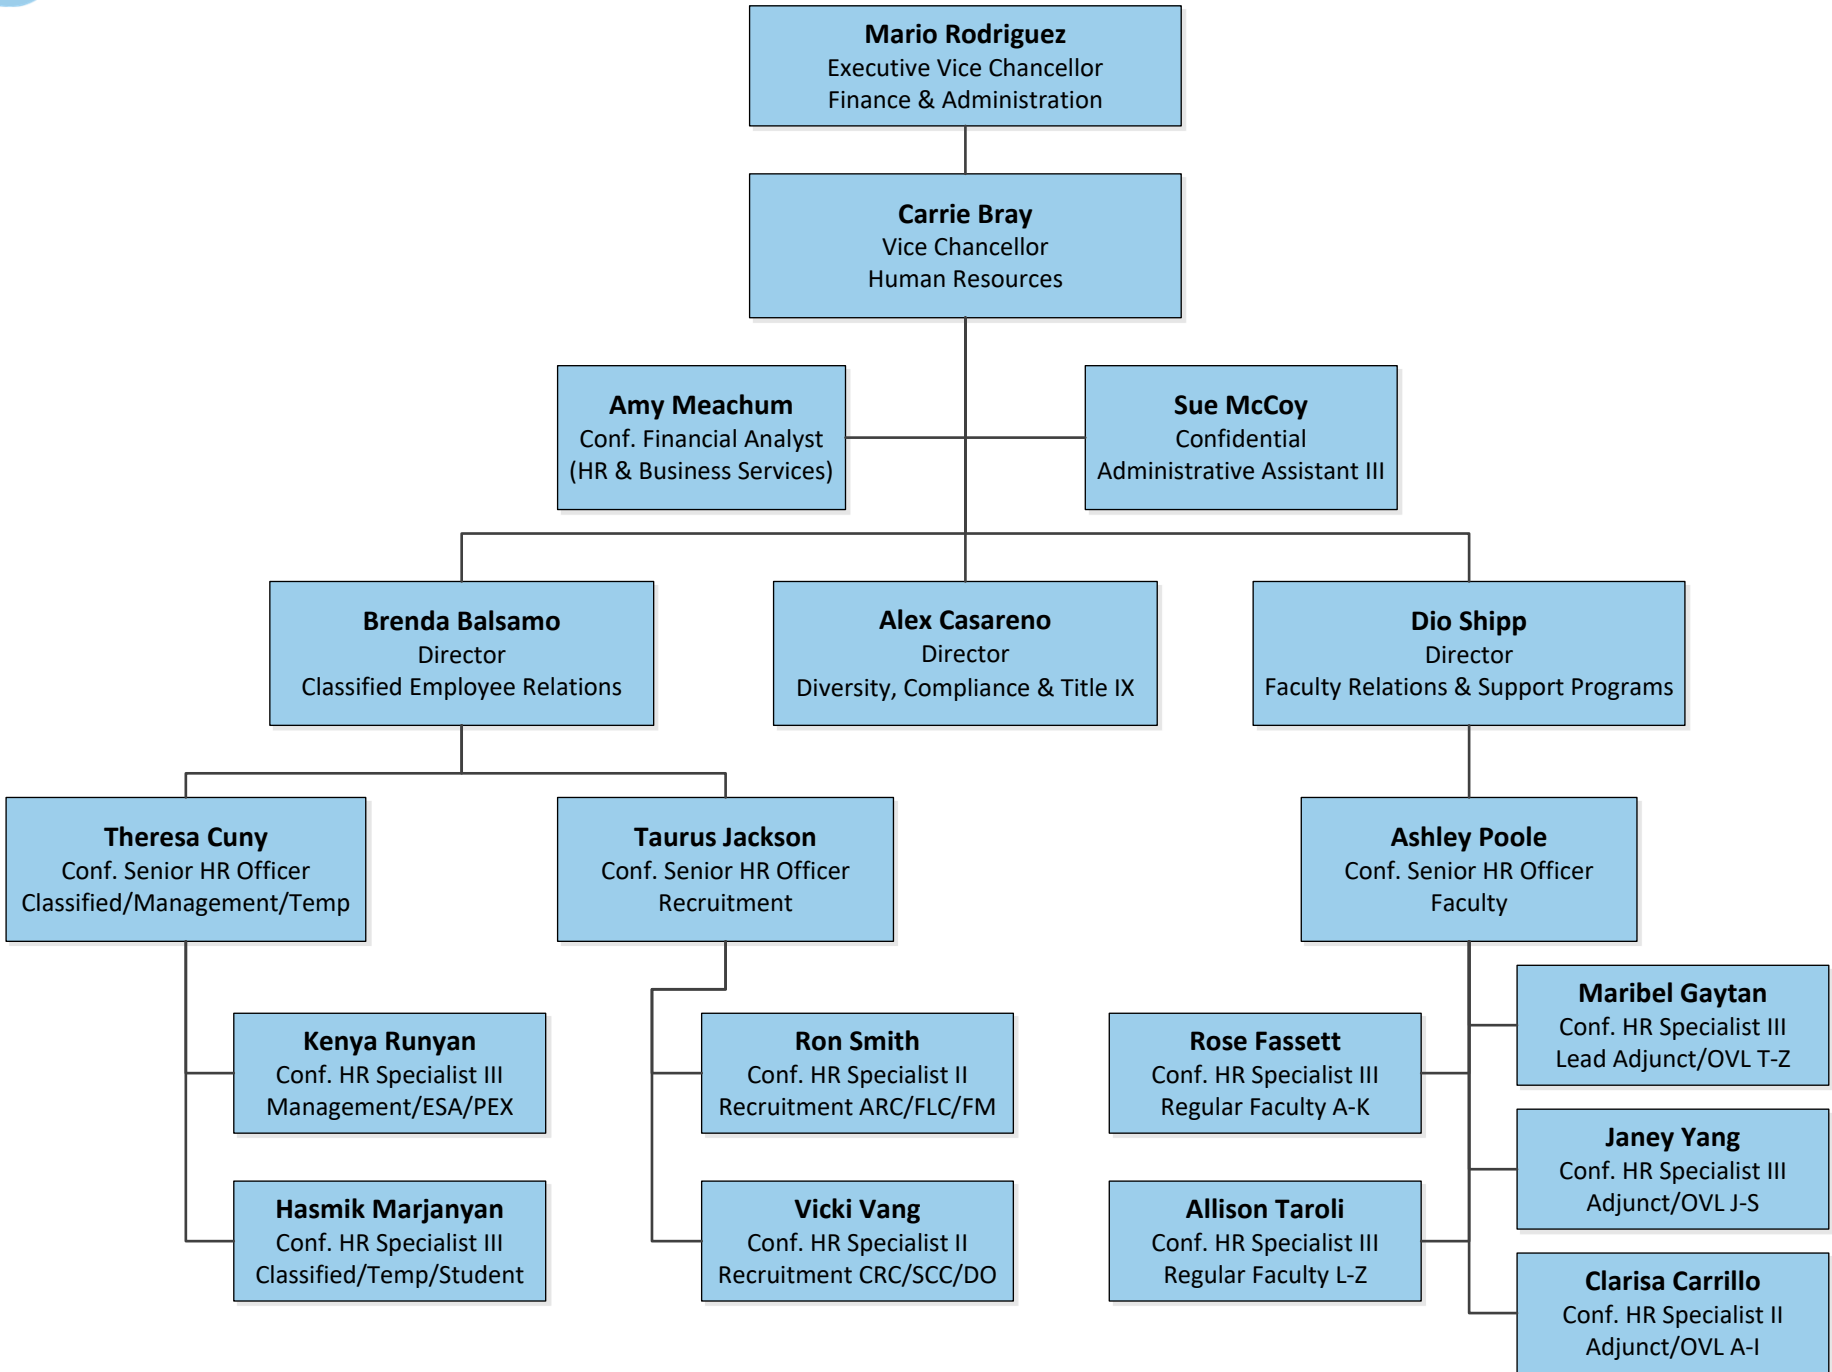 Mario Rodriguez
Executive Vice Chancellor
Finance & Administration
Carrie Bray
Vice Chancellor
Human Resources
Amy Meachum
Conf. Financial Analyst
(HR & Business Services)
Sue McCoy
Confidential
Administrative Assistant III
Brenda Balsamo
Director
Classified Employee Relations
Alex Casareno
Director
Diversity, Compliance & Title IX
Dio Shipp
Director
Faculty Relations & Support Programs
Theresa Cuny
Conf. Senior HR Officer
Classified/Management/Temp
Taurus Jackson
Conf. Senior HR Officer
Recruitment
Ashley Poole
Conf. Senior HR Officer
Faculty
Kenya Runyan
Conf. HR Specialist III
Management/ESA/PEX
Hasmik Marjanyan
Conf. HR Specialist III
Classified/Temp/Student
Ron Smith
Conf. HR Specialist II
Recruitment ARC/FLC/FM
Vicki Vang
Conf. HR Specialist II
Recruitment CRC/SCC/DO
Rose Fassett
Conf. HR Specialist III
Regular Faculty A-K
Allison Taroli
Conf. HR Specialist III
Regular Faculty L-Z
Maribel Gaytan
Conf. HR Specialist III
Lead Adjunct/OVL T-Z
Janey Yang
Conf. HR Specialist III
Adjunct/OVL J-S
Clarisa Carrillo
Conf. HR Specialist II
Adjunct/OVL A-I